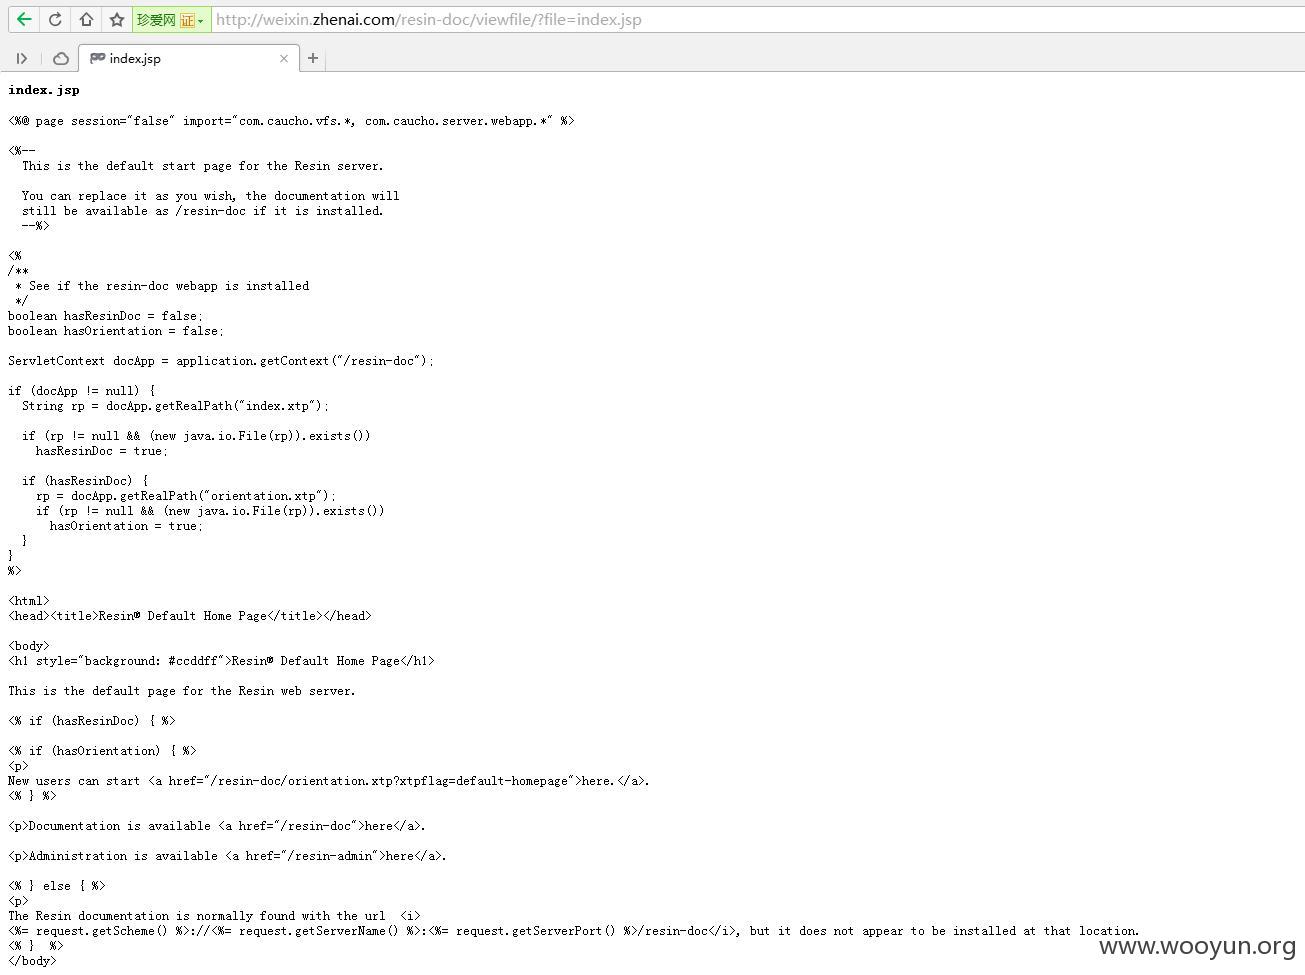 珍爱网 证 http://weixin.zhenai.com/resin-doc/viewfile/?file=index.jsp
index.jsp
index.jsp
<%@ page session="false" import="com.caucho.vfs.*, com.caucho.server.webapp.*" %>
<%--
This is the default start page for the Resin server.
You can replace it as you wish, the documentation will
still be available as /resin-doc if it is installed.
--%>
<%
/**
* See if the resin-doc webapp is installed
*/
boolean hasResinDoc = false;
boolean hasOrientation = false;
ServletContext docApp = application.getContext("/resin-doc");
if (docApp != null) {
String rp = docApp.getRealPath("index.xtp");
if (rp != null && (new java.io.File(rp)).exists())
hasResinDoc = true;
if (hasResinDoc) {
rp = docApp.getRealPath("orientation.xtp");
if (rp != null && (new java.io.File(rp)).exists())
hasOrientation = true;
}
}
%>
<html>
<head><title>Resin® Default Home Page</title></head>
<body>
<h1 style="background: #ccddff">Resin® Default Home Page</h1>
This is the default page for the Resin web server.
<% if (hasResinDoc) { %>
<% if (hasOrientation) { %>
<p>
New users can start <a href="/resin-doc/orientation.xtp?xtpflag=default-homepage">here.</a>.
<% } %>
<p>Documentation is available <a href="/resin-doc">here</a>.
<p>Administration is available <a href="/resin-admin">here</a>.
<% } else { %>
<p>
The Resin documentation is normally found with the url <i>
<%= request.getScheme() %>://<%= request.getServerName() %>:<%= request.getServerPort() %>/resin-doc</i>, but it does not appear to be installed at that location.
<% } %>
</body>
www.wooyun.org